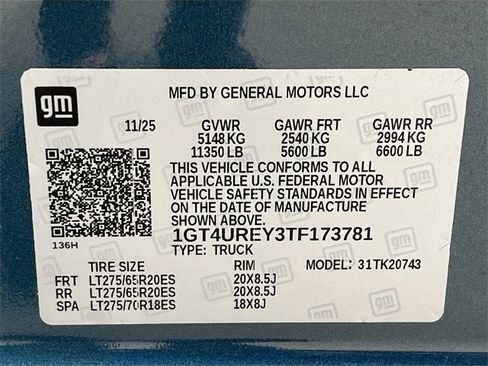 gm
MFD BY GENERAL MOTORS LLC
11/25 GVWR GAWR FRT GAWR RR
5148 KG 2540 KG 2994 KG
11350 LB 5600 LB 6600 LB
THIS VEHICLE CONFORMS TO ALL
APPLICABLE U.S. FEDERAL MOTOR
VEHICLE SAFETY STANDARDS IN EFFECT
ON THE DATE OF MANUFACTURE
SHOWN ABOVE.
136H
1GT4UREY3TF173781
TYPE: TRUCK
TIRE SIZE RIM MODEL: 31TK20743
FRT LT275/65R20ES 20X8.5J
RR LT275/65R20ES 20X8.5J
SPA LT275/70R18ES 18X8J